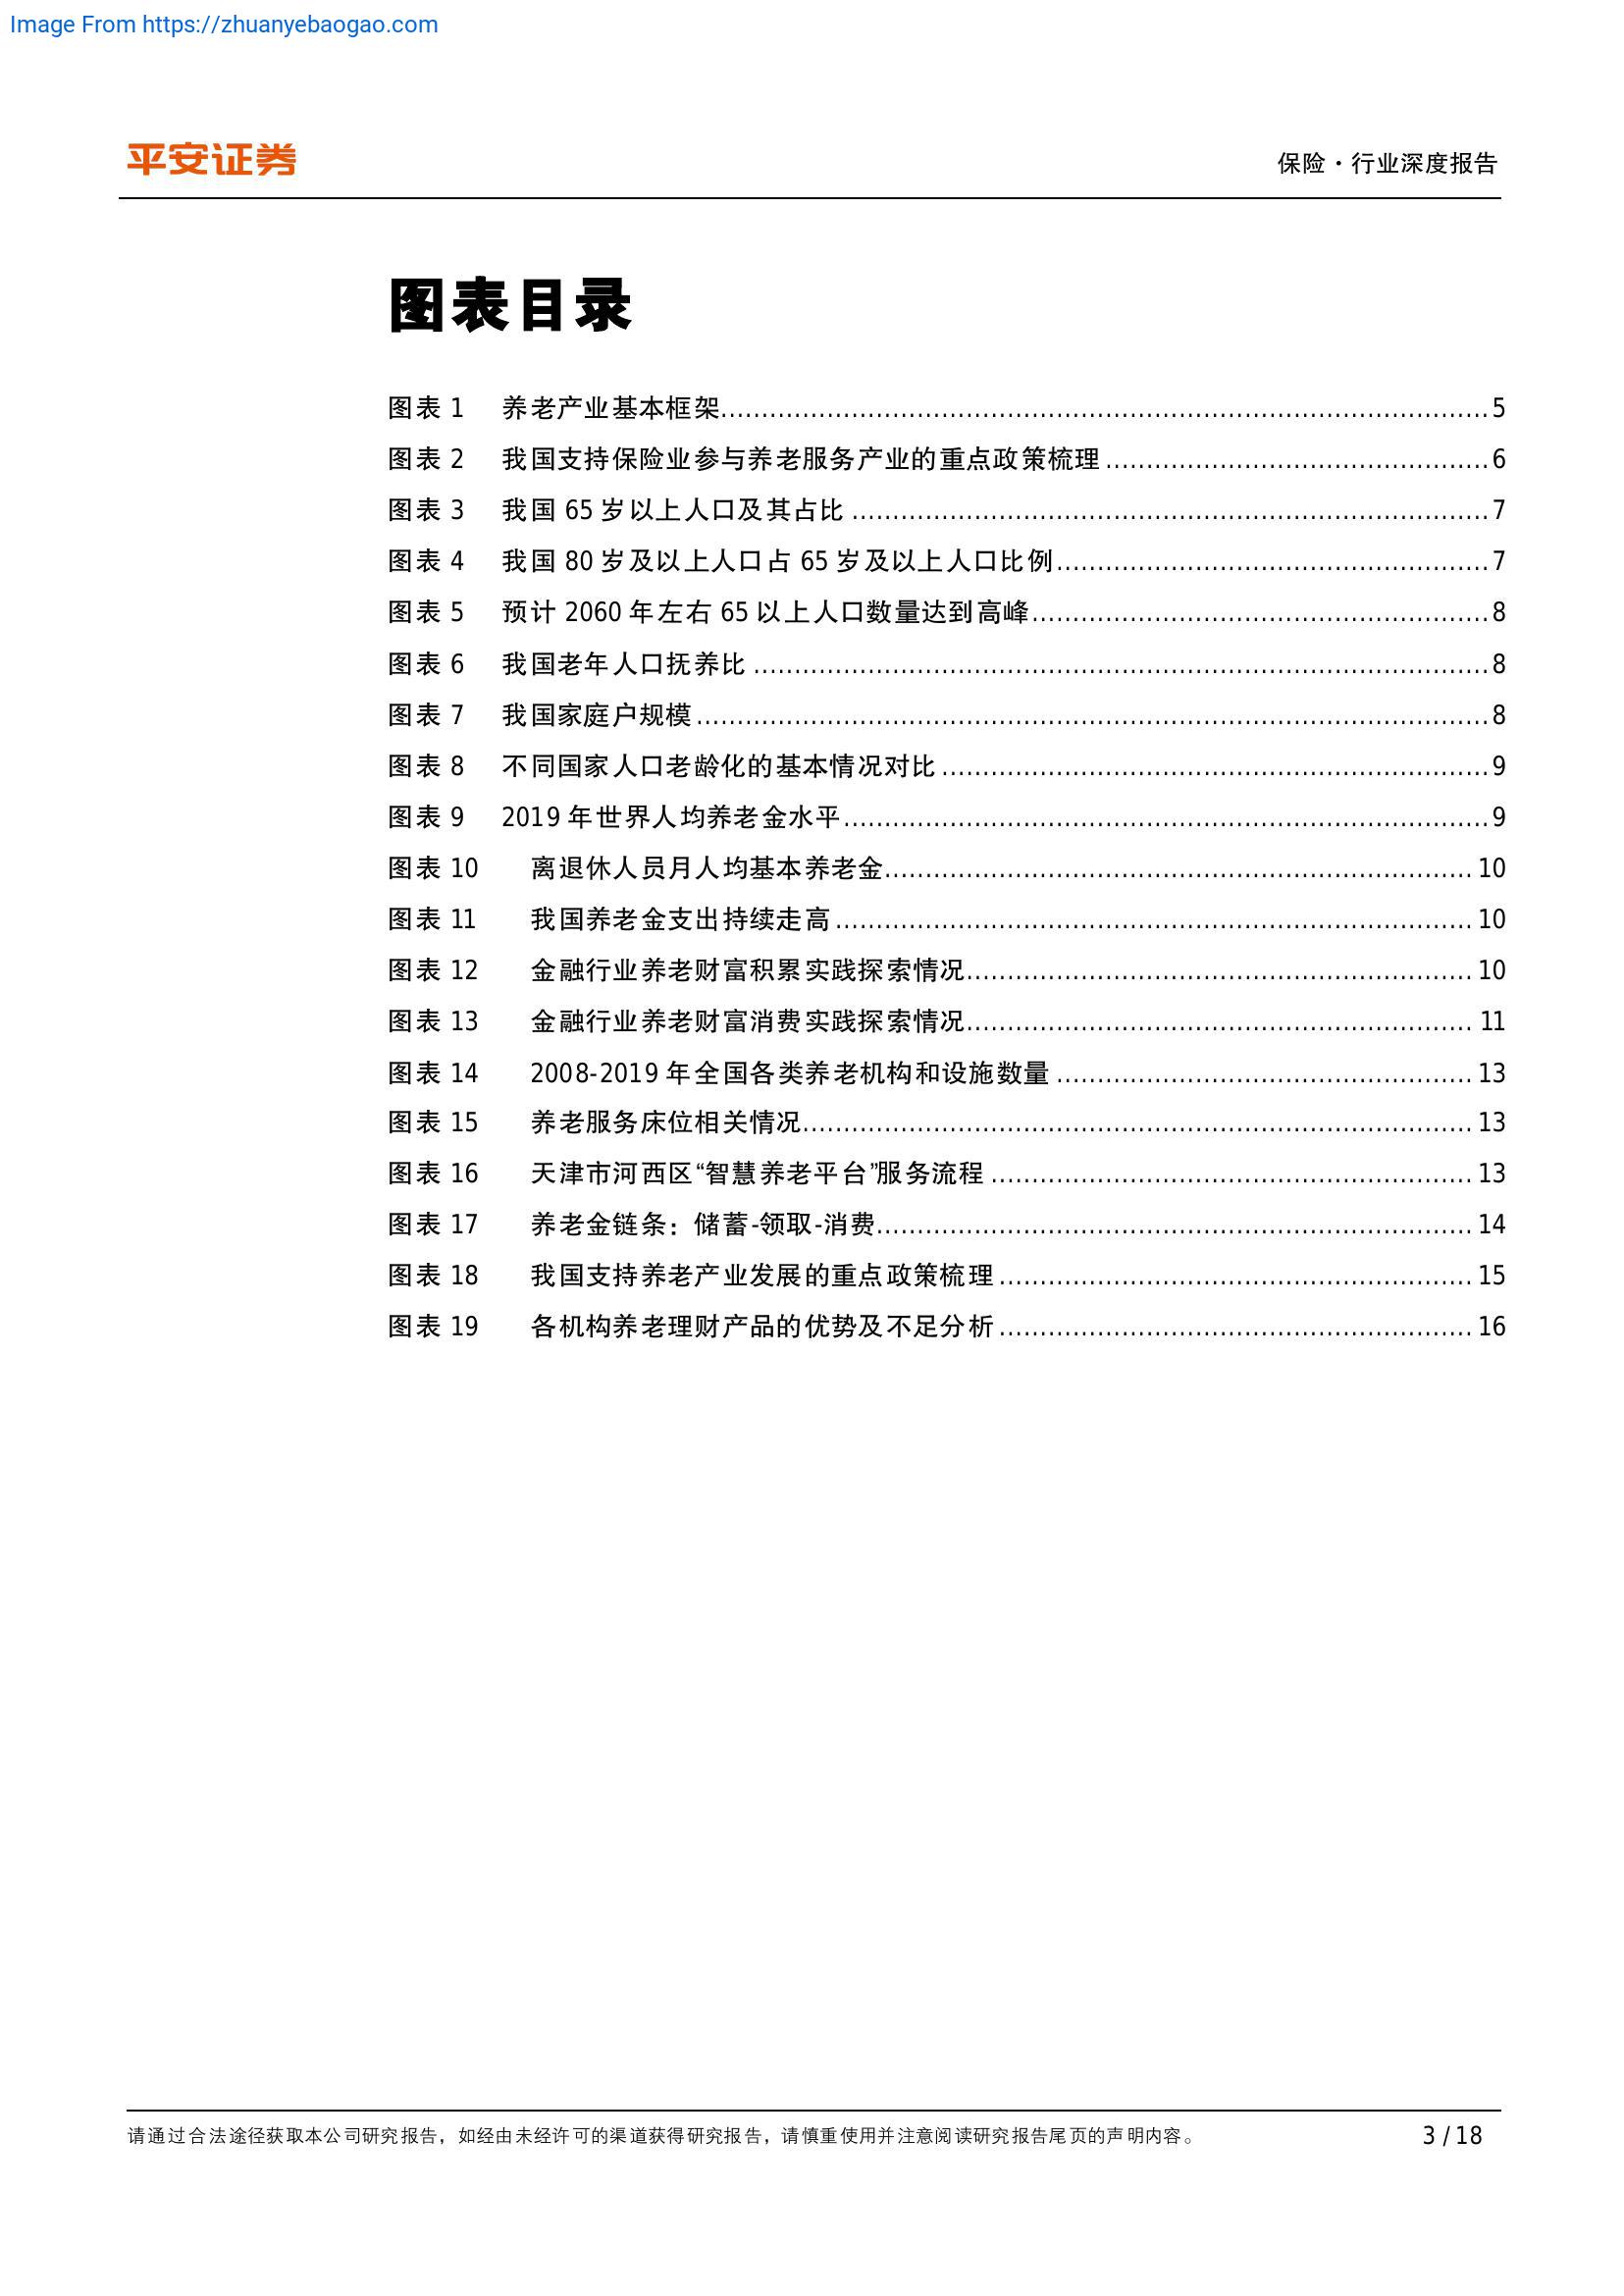 Image From https://zhuanyebaogao.com
平安证券
保险·行业深度报告
图表目录
图表 1 养老产业基本框架 5
图表 2 我国支持保险业参与养老服务产业的重点政策梳理 6
图表 3 我国 65 岁以上人口及其占比 7
图表 4 我国 80 岁及以上人口占 65 岁及以上人口比例 7
图表 5 预计 2060 年左右 65 以上人口数量达到高峰 8
图表 6 我国老年人口抚养比 8
图表 7 我国家庭户规模 8
图表 8 不同国家人口老龄化的基本情况对比 9
图表 9 2019 年世界人均养老金水平 9
图表 10 离退休人员月人均基本养老金 10
图表 11 我国养老金支出持续走高 10
图表 12 金融行业养老财富积累实践探索情况 10
图表 13 金融行业养老财富消费实践探索情况 11
图表 14 2008-2019 年全国各类养老机构和设施数量 13
图表 15 养老服务床位相关情况 13
图表 16 天津市河西区“智慧养老平台”服务流程 13
图表 17 养老金链条：储蓄-领取-消费 14
图表 18 我国支持养老产业发展的重点政策梳理 15
图表 19 各机构养老理财产品的优势及不足分析 16
请通过合法途径获取本公司研究报告，如经由未经许可的渠道获得研究报告，请慎重使用并注意阅读研究报告尾页的声明内容。
3 / 18